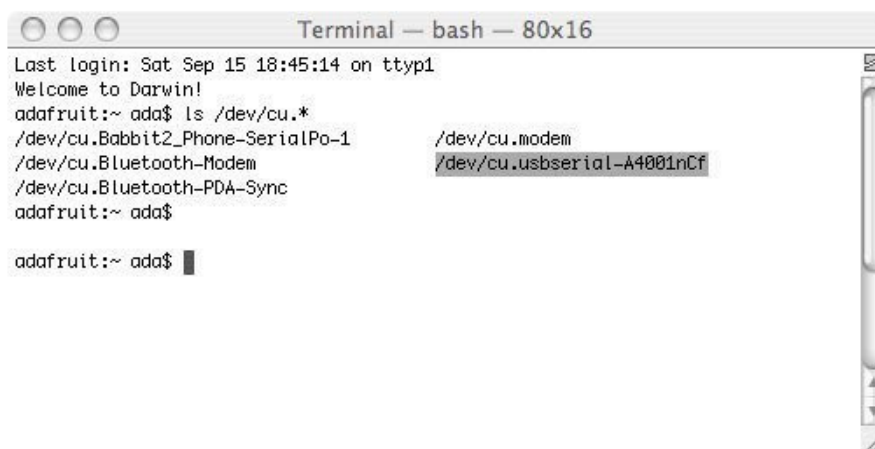 Terminal — bash — 80x16
Last login: Sat Sep 15 18:45:14 on ttyp1
Welcome to Darwin!
adafruit:~ ada$ ls /dev/cu.*
/dev/cu.Babbit2_Phone-SerialPo-1 /dev/cu.modem
/dev/cu.Bluetooth-Modem /dev/cu.usbserial-A4001nCf
/dev/cu.Bluetooth-PDA-Sync
adafruit:~ ada$
adafruit:~ ada$